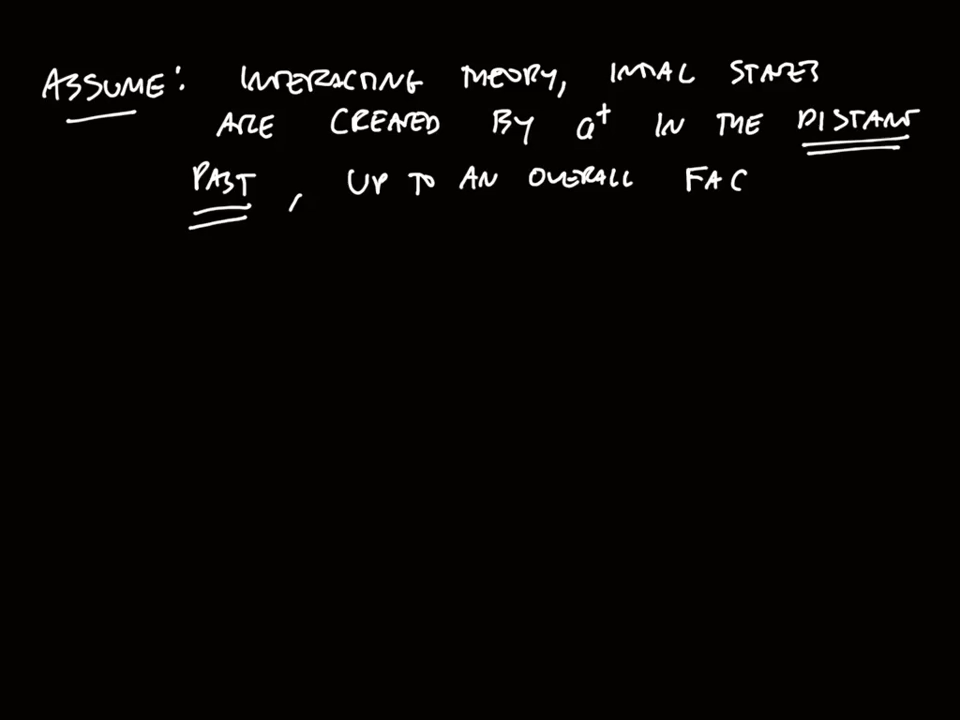 ASSUME: INTERACTING THEORY, INITIAL STATES
ARE CREATED BY a† IN THE DISTANT
PAST, UP TO AN OVERALL FAC